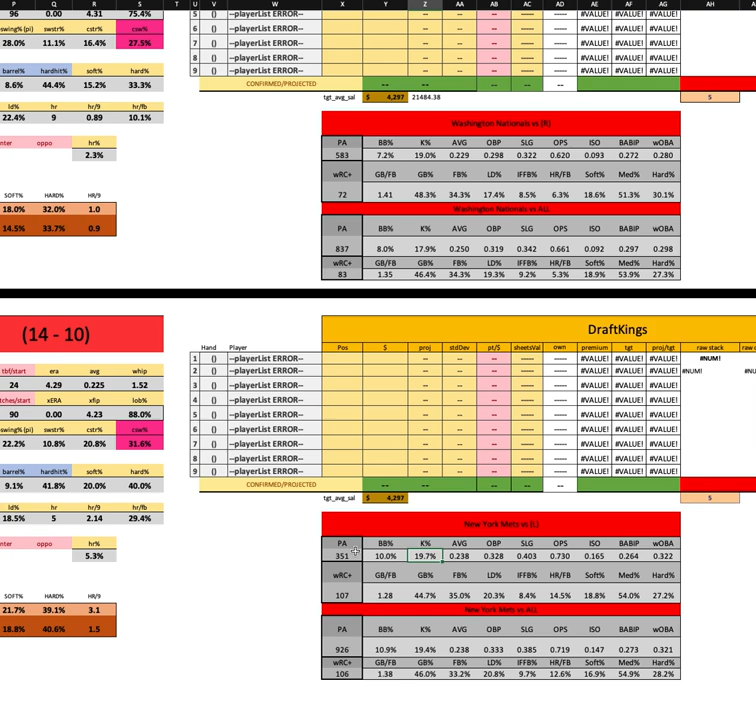 P Q R S T U V W X Y Z AA AB AC AD AE AF AG AH
96 0.00 4.31 75.4% 5 () --playerList ERROR-- -- -- -- ----- ---- #VALUE! #VALUE! #VALUE!
swing% (pi) swstr% cstr% csw% 6 () --playerList ERROR-- -- -- -- ----- ---- #VALUE! #VALUE! #VALUE!
28.0% 11.1% 16.4% 27.5% 7 () --playerList ERROR-- -- -- -- ----- ---- #VALUE! #VALUE! #VALUE!
8 () --playerList ERROR-- -- -- -- ----- ---- #VALUE! #VALUE! #VALUE!
barrel% hardhit% soft% hard% 9 () --playerList ERROR-- -- -- -- ----- ---- #VALUE! #VALUE! #VALUE!
8.6% 44.4% 15.2% 33.3% CONFIRMED/PROJECTED -- -- -- -- --
tgt_avg_sal $ 4,297 21484.38 5
ld% hr hr/9 hr/fb
22.4% 9 0.89 10.1% Washington Nationals vs (R)
nter oppo hr% PA BB% K% AVG OBP SLG OPS ISO BABIP wOBA
2.3% 583 7.2% 19.0% 0.229 0.298 0.322 0.620 0.093 0.272 0.280
wRC+ GB/FB GB% FB% LD% IFFB% HR/FB Soft% Med% Hard%
SOFT% HARD% HR/9 72 1.41 48.3% 34.3% 17.4% 8.5% 6.3% 18.6% 51.3% 30.1%
18.0% 32.0% 1.0 Washington Nationals vs ALL
14.5% 33.7% 0.9 PA BB% K% AVG OBP SLG OPS ISO BABIP wOBA
837 8.0% 17.9% 0.250 0.319 0.342 0.661 0.092 0.297 0.298
wRC+ GB/FB GB% FB% LD% IFFB% HR/FB Soft% Med% Hard%
83 1.35 46.4% 34.3% 19.3% 9.2% 5.3% 18.9% 53.9% 27.3%
(14 - 10) DraftKings
Hand Player Pos $ proj stdDev pt/$ sheetsVal own premium tgt proj/tgt raw stack
1 () --playerList ERROR-- -- -- -- ----- ---- #VALUE! #VALUE! #VALUE! #NUM!
tbf/start era avg whip 2 () --playerList ERROR-- -- -- -- ----- ---- #VALUE! #VALUE! #VALUE! #NUM!
24 4.29 0.225 1.52 3 () --playerList ERROR-- -- -- -- ----- ---- #VALUE! #VALUE! #VALUE!
tches/start xERA xfip lob% 4 () --playerList ERROR-- -- -- -- ----- ---- #VALUE! #VALUE! #VALUE!
90 0.00 4.23 88.0% 5 () --playerList ERROR-- -- -- -- ----- ---- #VALUE! #VALUE! #VALUE!
swing% (pi) swstr% cstr% csw% 6 () --playerList ERROR-- -- -- -- ----- ---- #VALUE! #VALUE! #VALUE!
22.2% 10.8% 20.8% 31.6% 7 () --playerList ERROR-- -- -- -- ----- ---- #VALUE! #VALUE! #VALUE!
8 () --playerList ERROR-- -- -- -- ----- ---- #VALUE! #VALUE! #VALUE!
barrel% hardhit% soft% hard% 9 () --playerList ERROR-- -- -- -- ----- ---- #VALUE! #VALUE! #VALUE!
9.1% 41.8% 20.0% 40.0% CONFIRMED/PROJECTED -- -- -- -- --
tgt_avg_sal $ 4,297 5
ld% hr hr/9 hr/fb
18.5% 5 2.14 29.4% New York Mets vs (L)
nter oppo hr% PA BB% K% AVG OBP SLG OPS ISO BABIP wOBA
5.3% 351 10.0% 19.7% 0.238 0.328 0.403 0.730 0.165 0.264 0.322
wRC+ GB/FB GB% FB% LD% IFFB% HR/FB Soft% Med% Hard%
SOFT% HARD% HR/9 107 1.28 44.7% 35.0% 20.3% 8.4% 14.5% 18.8% 54.0% 27.2%
21.7% 39.1% 3.1 New York Mets vs ALL
18.8% 40.6% 1.5 PA BB% K% AVG OBP SLG OPS ISO BABIP wOBA
926 10.9% 19.4% 0.238 0.333 0.385 0.719 0.147 0.273 0.321
wRC+ GB/FB GB% FB% LD% IFFB% HR/FB Soft% Med% Hard%
106 1.38 46.0% 33.2% 20.8% 9.7% 12.6% 16.9% 54.9% 28.2%